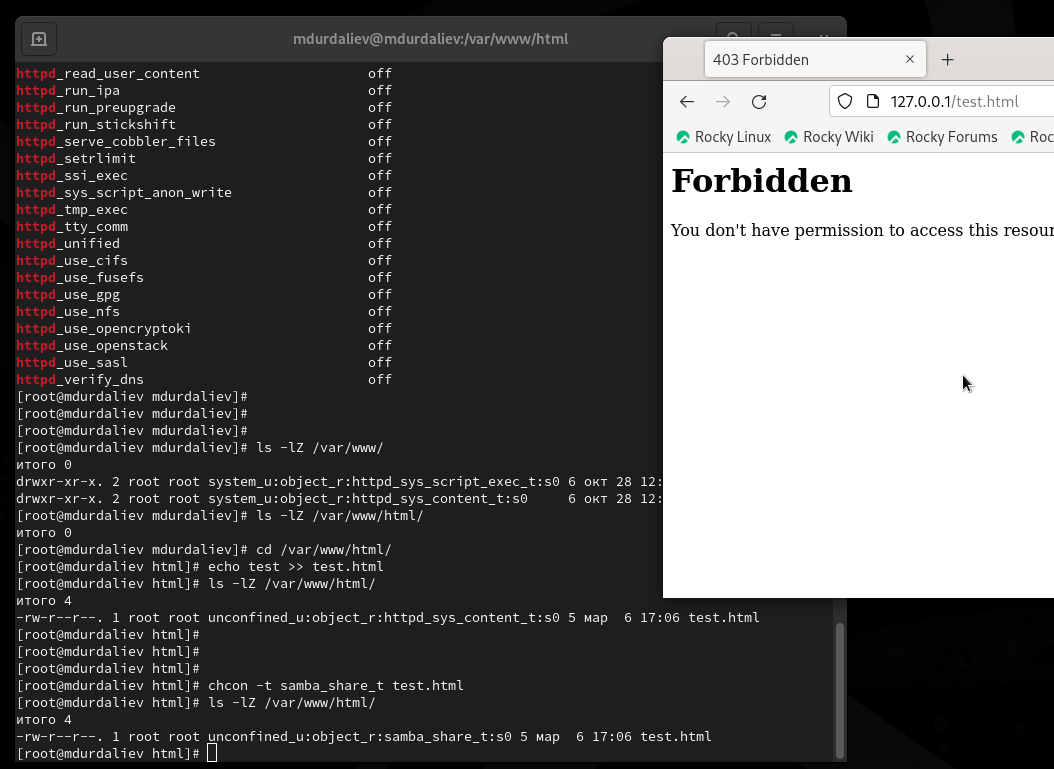 mdurdaliev@mdurdaliev:/var/www/html
httpd_read_user_content off
httpd_run_ipa off
httpd_run_preupgrade off
httpd_run_stickshift off
httpd_serve_cobbler_files off
httpd_setrlimit off
httpd_ssi_exec off
httpd_sys_script_anon_write off
httpd_tmp_exec off
httpd_tty_comm off
httpd_unified off
httpd_use_cifs off
httpd_use_fusefs off
httpd_use_gpg off
httpd_use_nfs off
httpd_use_opencryptoki off
httpd_use_openstack off
httpd_use_sasl off
httpd_verify_dns off
[root@mdurdaliev mdurdaliev]#
[root@mdurdaliev mdurdaliev]#
[root@mdurdaliev mdurdaliev]#
[root@mdurdaliev mdurdaliev]# ls -lZ /var/www/
итого 0
drwxr-xr-x. 2 root root system_u:object_r:httpd_sys_script_exec_t:s0 6 окт 28 12:
drwxr-xr-x. 2 root root system_u:object_r:httpd_sys_content_t:s0 6 окт 28 12:
[root@mdurdaliev mdurdaliev]# ls -lZ /var/www/html/
итого 0
[root@mdurdaliev mdurdaliev]# cd /var/www/html/
[root@mdurdaliev html]# echo test >> test.html
[root@mdurdaliev html]# ls -lZ /var/www/html/
итого 4
-rw-r--r--. 1 root root unconfined_u:object_r:httpd_sys_content_t:s0 5 мар 6 17:06 test.html
[root@mdurdaliev html]#
[root@mdurdaliev html]#
[root@mdurdaliev html]#
[root@mdurdaliev html]# chcon -t samba_share_t test.html
[root@mdurdaliev html]# ls -lZ /var/www/html/
итого 4
-rw-r--r--. 1 root root unconfined_u:object_r:samba_share_t:s0 5 мар 6 17:06 test.html
[root@mdurdaliev html]#
403 Forbidden
127.0.0.1/test.html
Rocky Linux Rocky Wiki Rocky Forums Roc
Forbidden
You don't have permission to access this resour